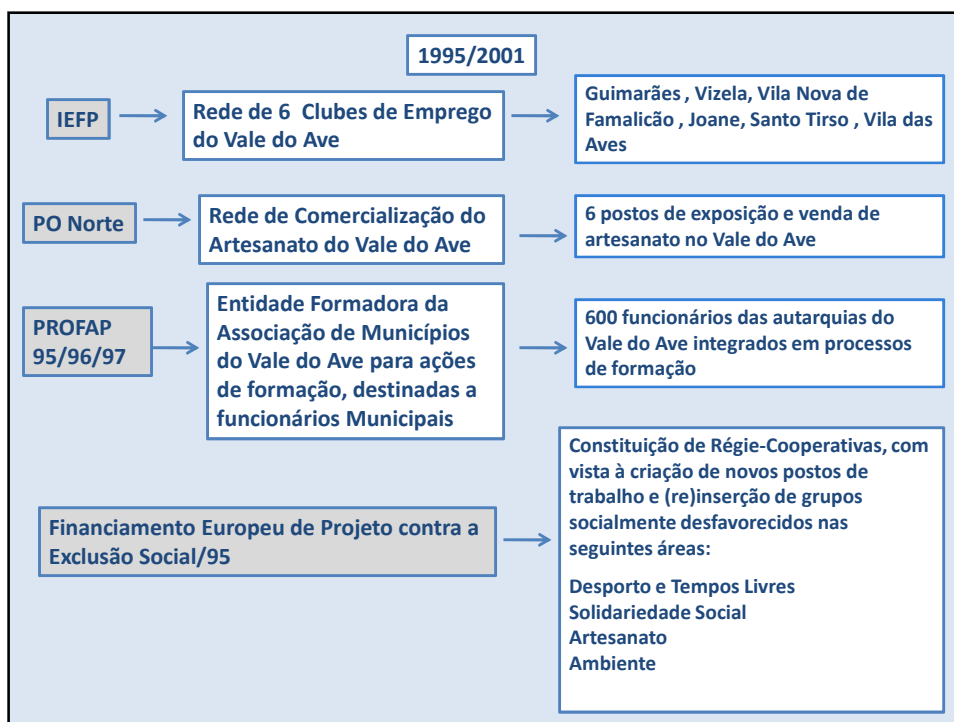 1995/2001
IEFP
Rede de 6 Clubes de Emprego
do Vale do Ave
Guimarães , Vizela, Vila Nova de
Famalicão , Joane, Santo Tirso , Vila das
Aves
PO Norte
Rede de Comercialização do
Artesanato do Vale do Ave
6 postos de exposição e venda de
artesanato no Vale do Ave
PROFAP
95/96/97
Entidade Formadora da
Associação de Municípios
do Vale do Ave para ações
de formação, destinadas a
funcionários Municipais
600 funcionários das autarquias do
Vale do Ave integrados em processos
de formação
Financiamento Europeu de Projeto contra a
Exclusão Social/95
Constituição de Régie-Cooperativas, com
vista à criação de novos postos de
trabalho e (re)inserção de grupos
socialmente desfavorecidos nas
seguintes áreas:
Desporto e Tempos Livres
Solidariedade Social
Artesanato
Ambiente